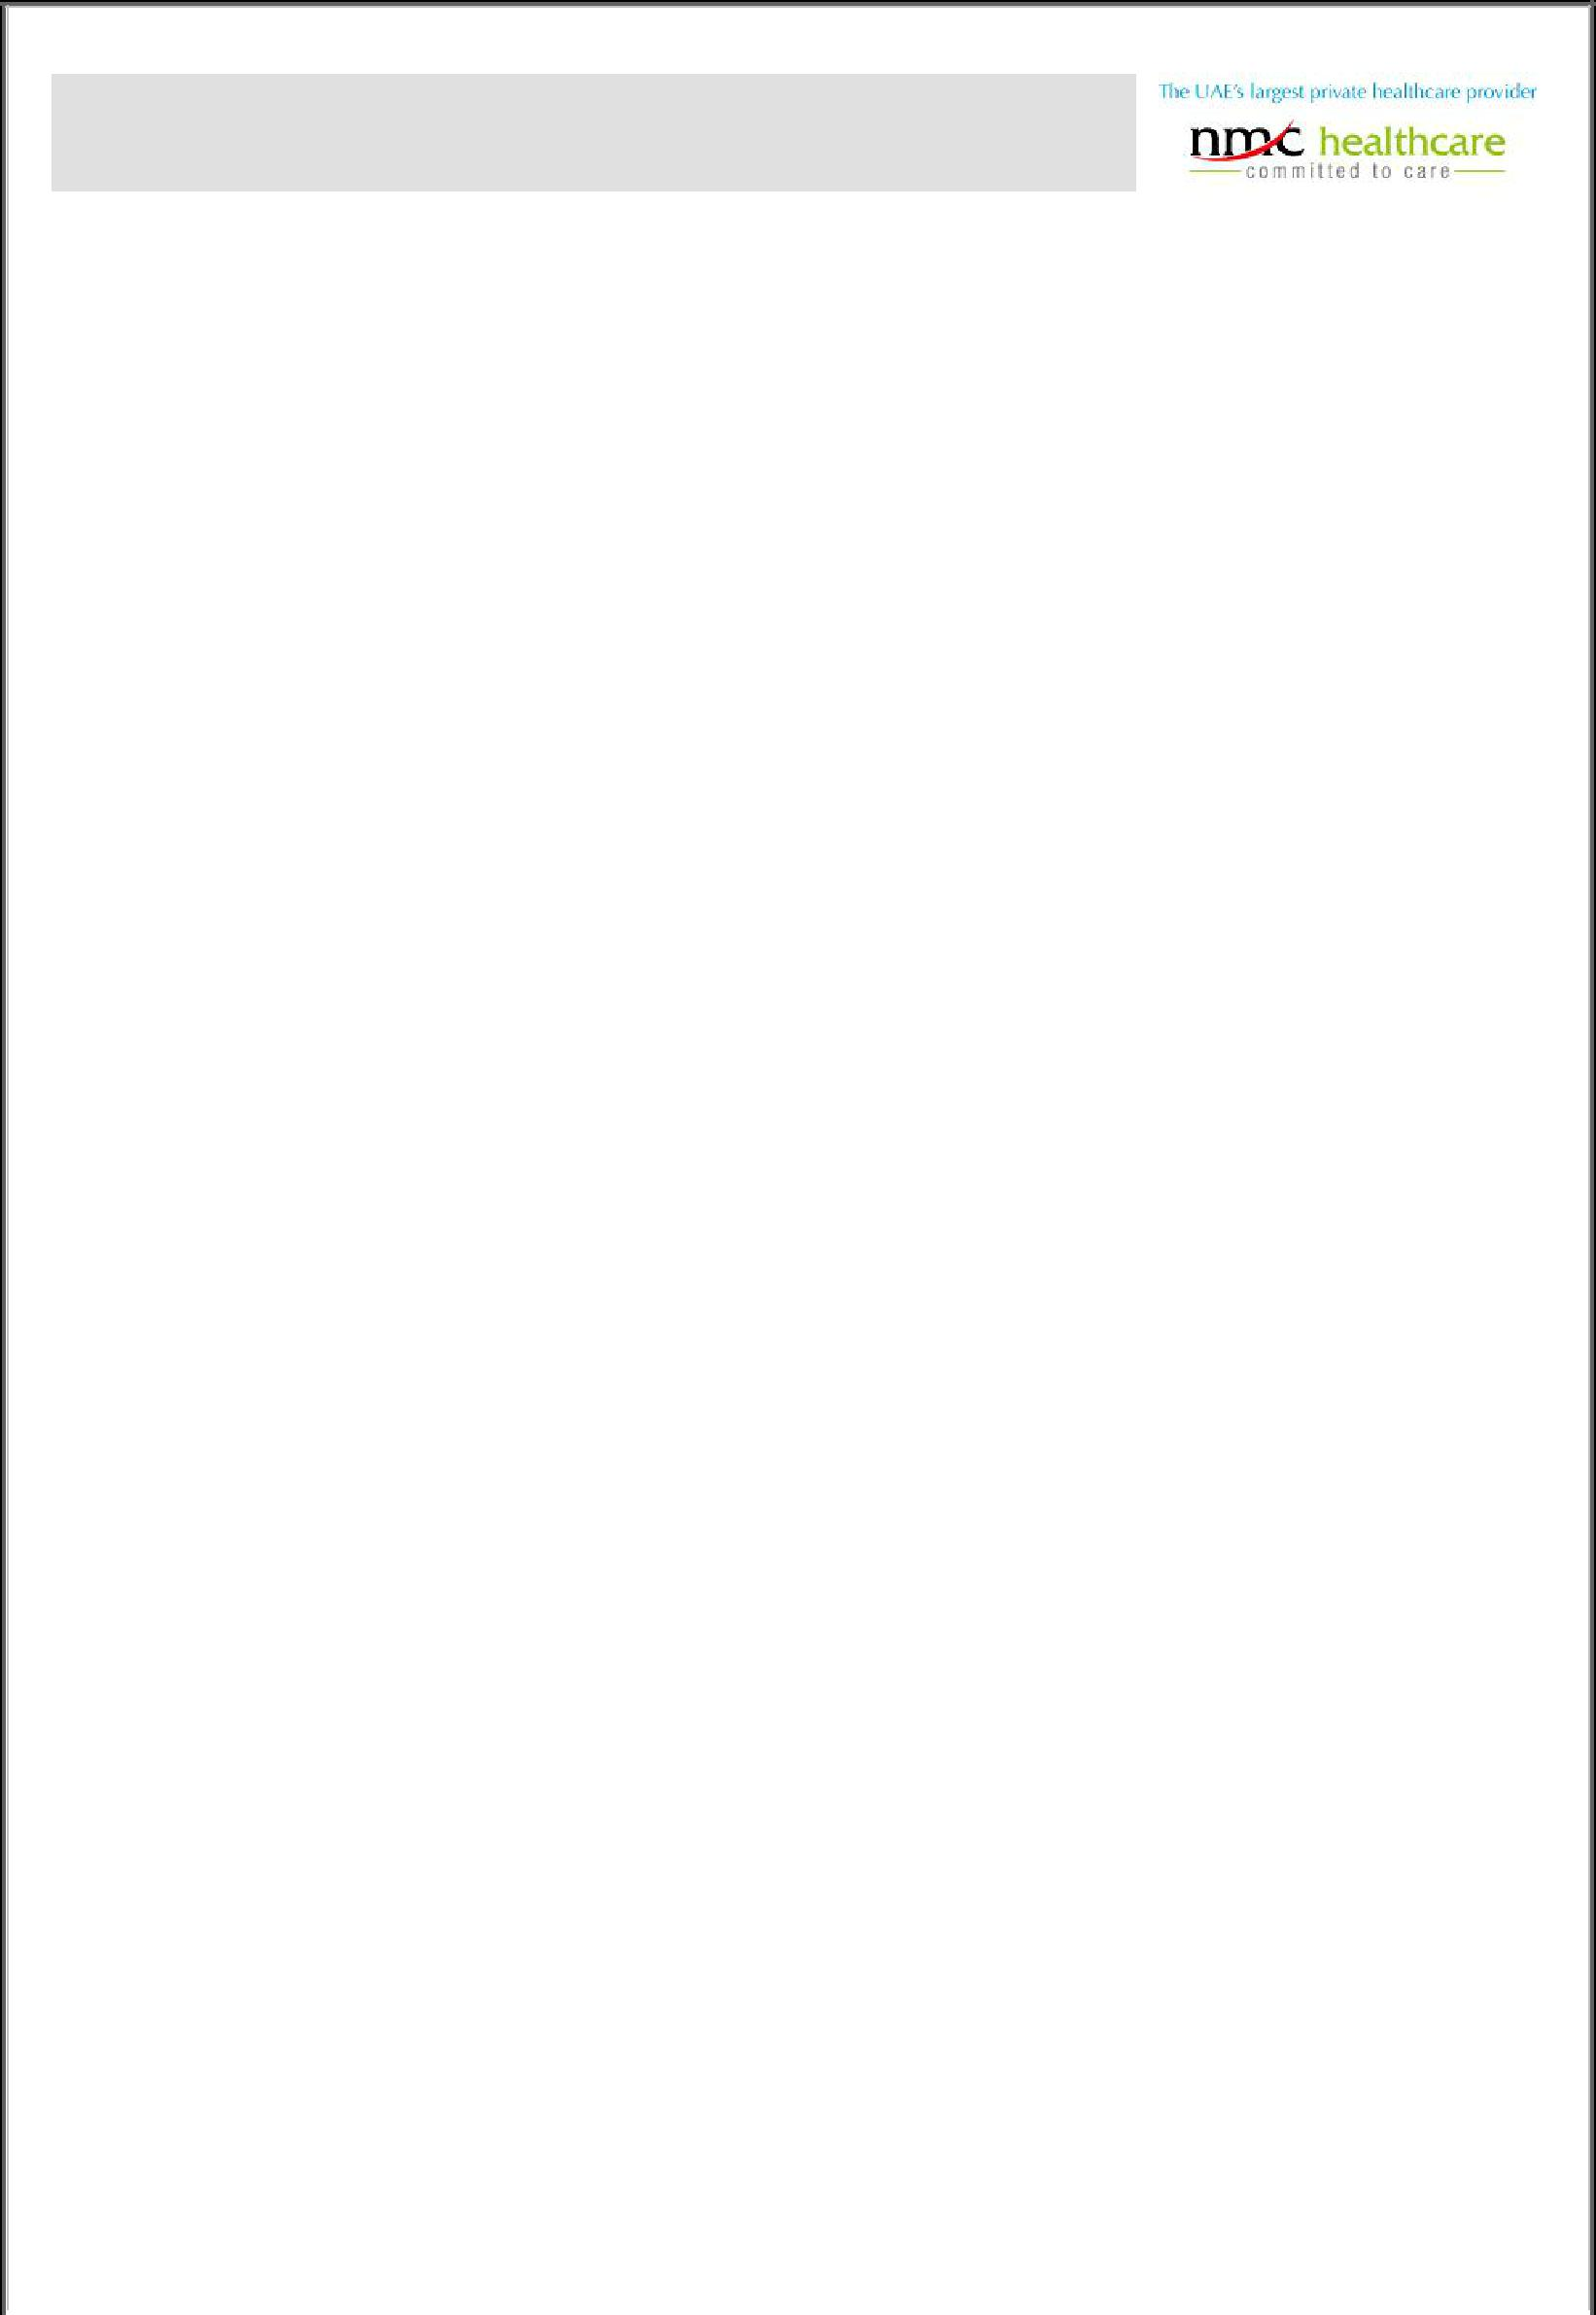 The UAE's largest private healthcare provider
nmc healthcare
committed to care